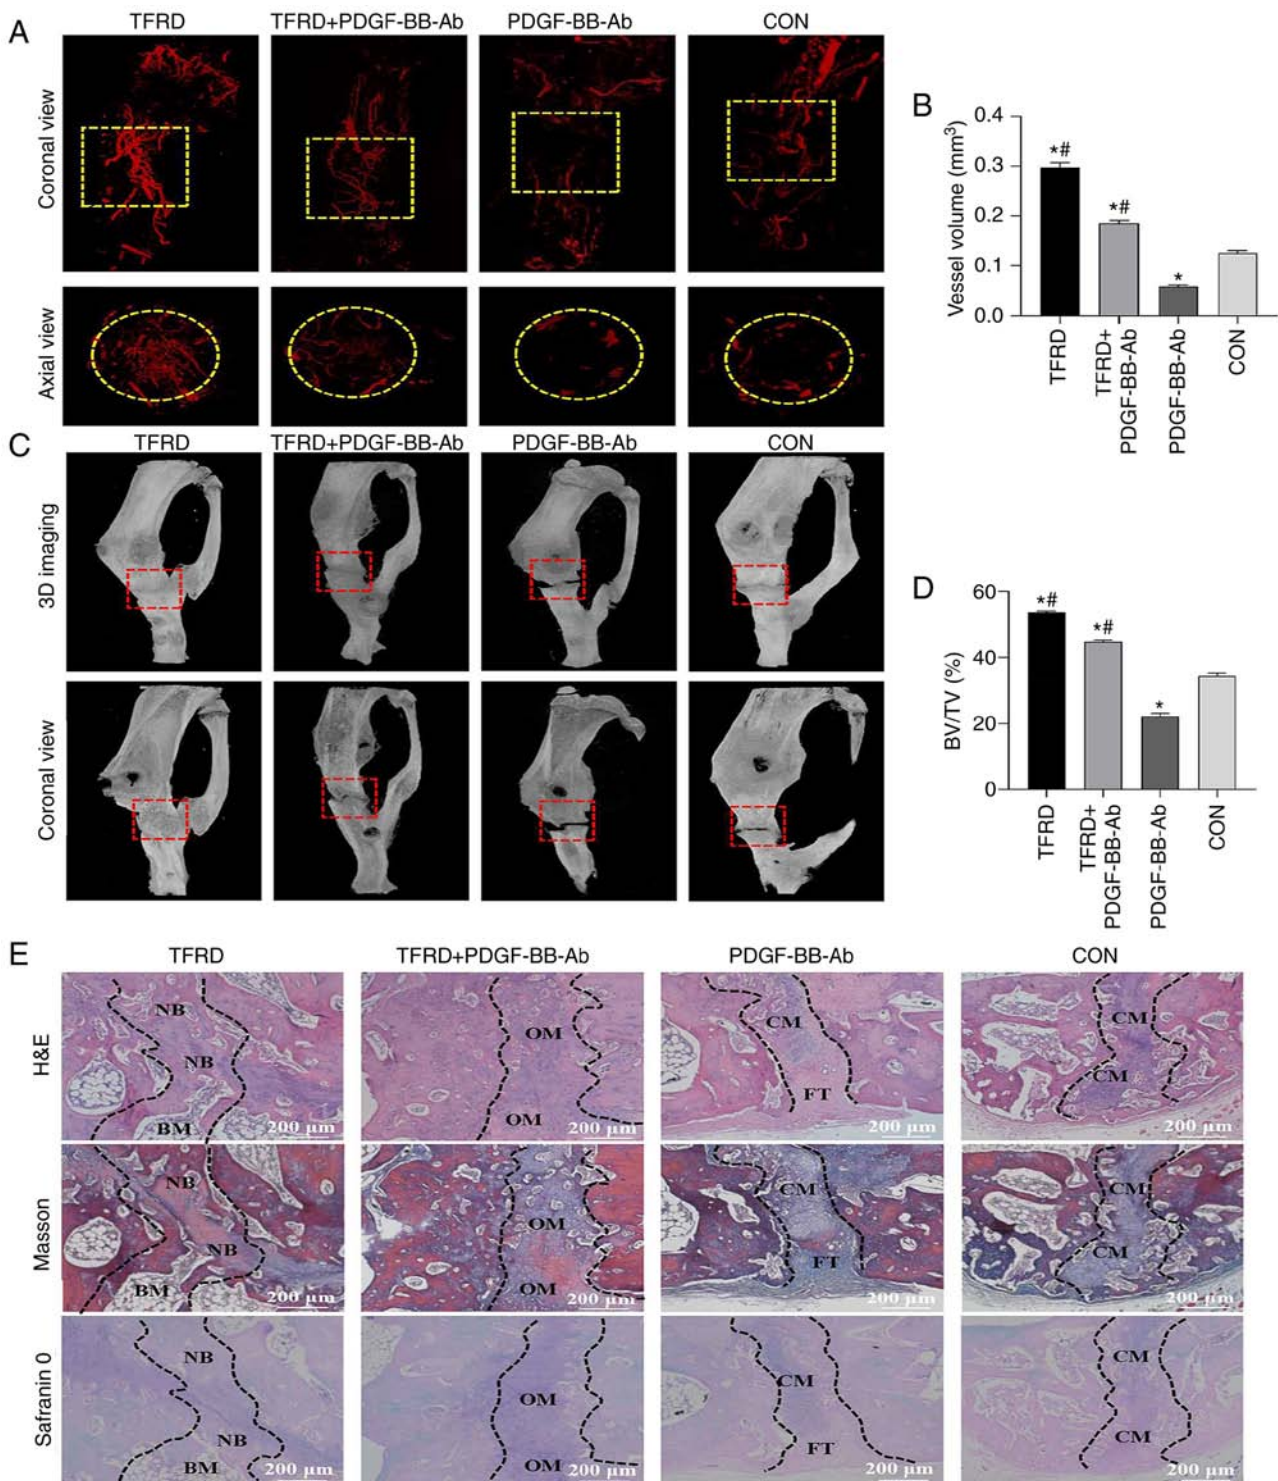 A
TFRD TFRD+PDGF-BB-Ab PDGF-BB-Ab CON
Coronal view
Axial view
B
Vessel volume (mm³)
0.4
0.3
0.2
0.1
0.0
*# *# *
TFRD
TFRD+
PDGF-BB-Ab
PDGF-BB-Ab
CON
C
TFRD TFRD+PDGF-BB-Ab PDGF-BB-Ab CON
3D imaging
Coronal view
D
BV/TV (%)
60
40
20
0
*# *# *
TFRD
TFRD+
PDGF-BB-Ab
PDGF-BB-Ab
CON
E
TFRD TFRD+PDGF-BB-Ab PDGF-BB-Ab CON
H&E
NB
NB
BM
200 µm
OM
OM
200 µm
CM
FT
200 µm
CM
CM
200 µm
Masson
NB
NB
BM
200 µm
OM
OM
200 µm
CM
FT
200 µm
CM
CM
200 µm
Safranin 0
NB
NB
BM
200 µm
OM
OM
200 µm
CM
FT
200 µm
CM
CM
200 µm